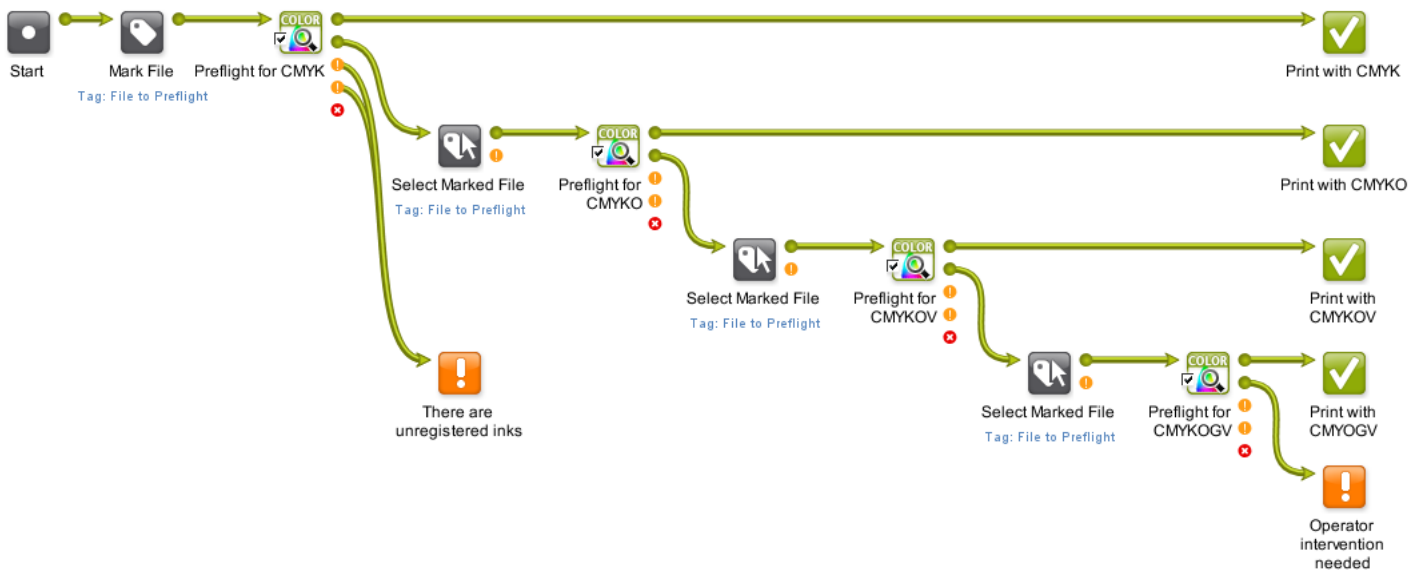 COLOR
Start
Mark File
Preflight for CMYK
Print with CMYK
Tag: File to Preflight
COLOR
Select Marked File
Preflight for
CMYKO
Print with CMYKO
Tag: File to Preflight
COLOR
Select Marked File
Preflight for
CMYKOV
Print with
CMYKOV
Tag: File to Preflight
COLOR
There are
unregistered inks
Select Marked File
Preflight for
CMYKOGV
Print with
CMYOGV
Tag: File to Preflight
Operator
intervention
needed